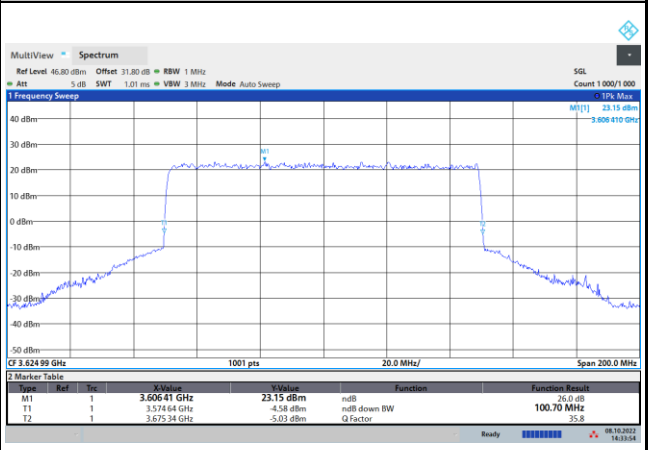 MultiView Spectrum
Ref Level 46.80 dBm Offset 31.80 dB RBW 1 MHz SGL
Att 5 dB SWT 1.01 ms VBW 3 MHz Mode Auto Sweep Count 1 000/1 000
1 Frequency Sweep 1Pk Max
M1[1] 23.15 dBm
3.606 410 GHz
40 dBm
M1
30 dBm
20 dBm
10 dBm
0 dBm
T1 T2
-10 dBm
-20 dBm
-30 dBm
-40 dBm
-50 dBm
CF 3.624 99 GHz 1001 pts 20.0 MHz/ Span 200.0 MHz
2 Marker Table
Type Ref Trc X-Value Y-Value Function Function Result
M1 1 3.606 41 GHz 23.15 dBm ndB 26.0 dB
T1 1 3.574 64 GHz -4.58 dBm ndB down BW 100.70 MHz
T2 1 3.675 34 GHz -5.03 dBm Q Factor 35.8
Ready 08.10.2022
14:33:54